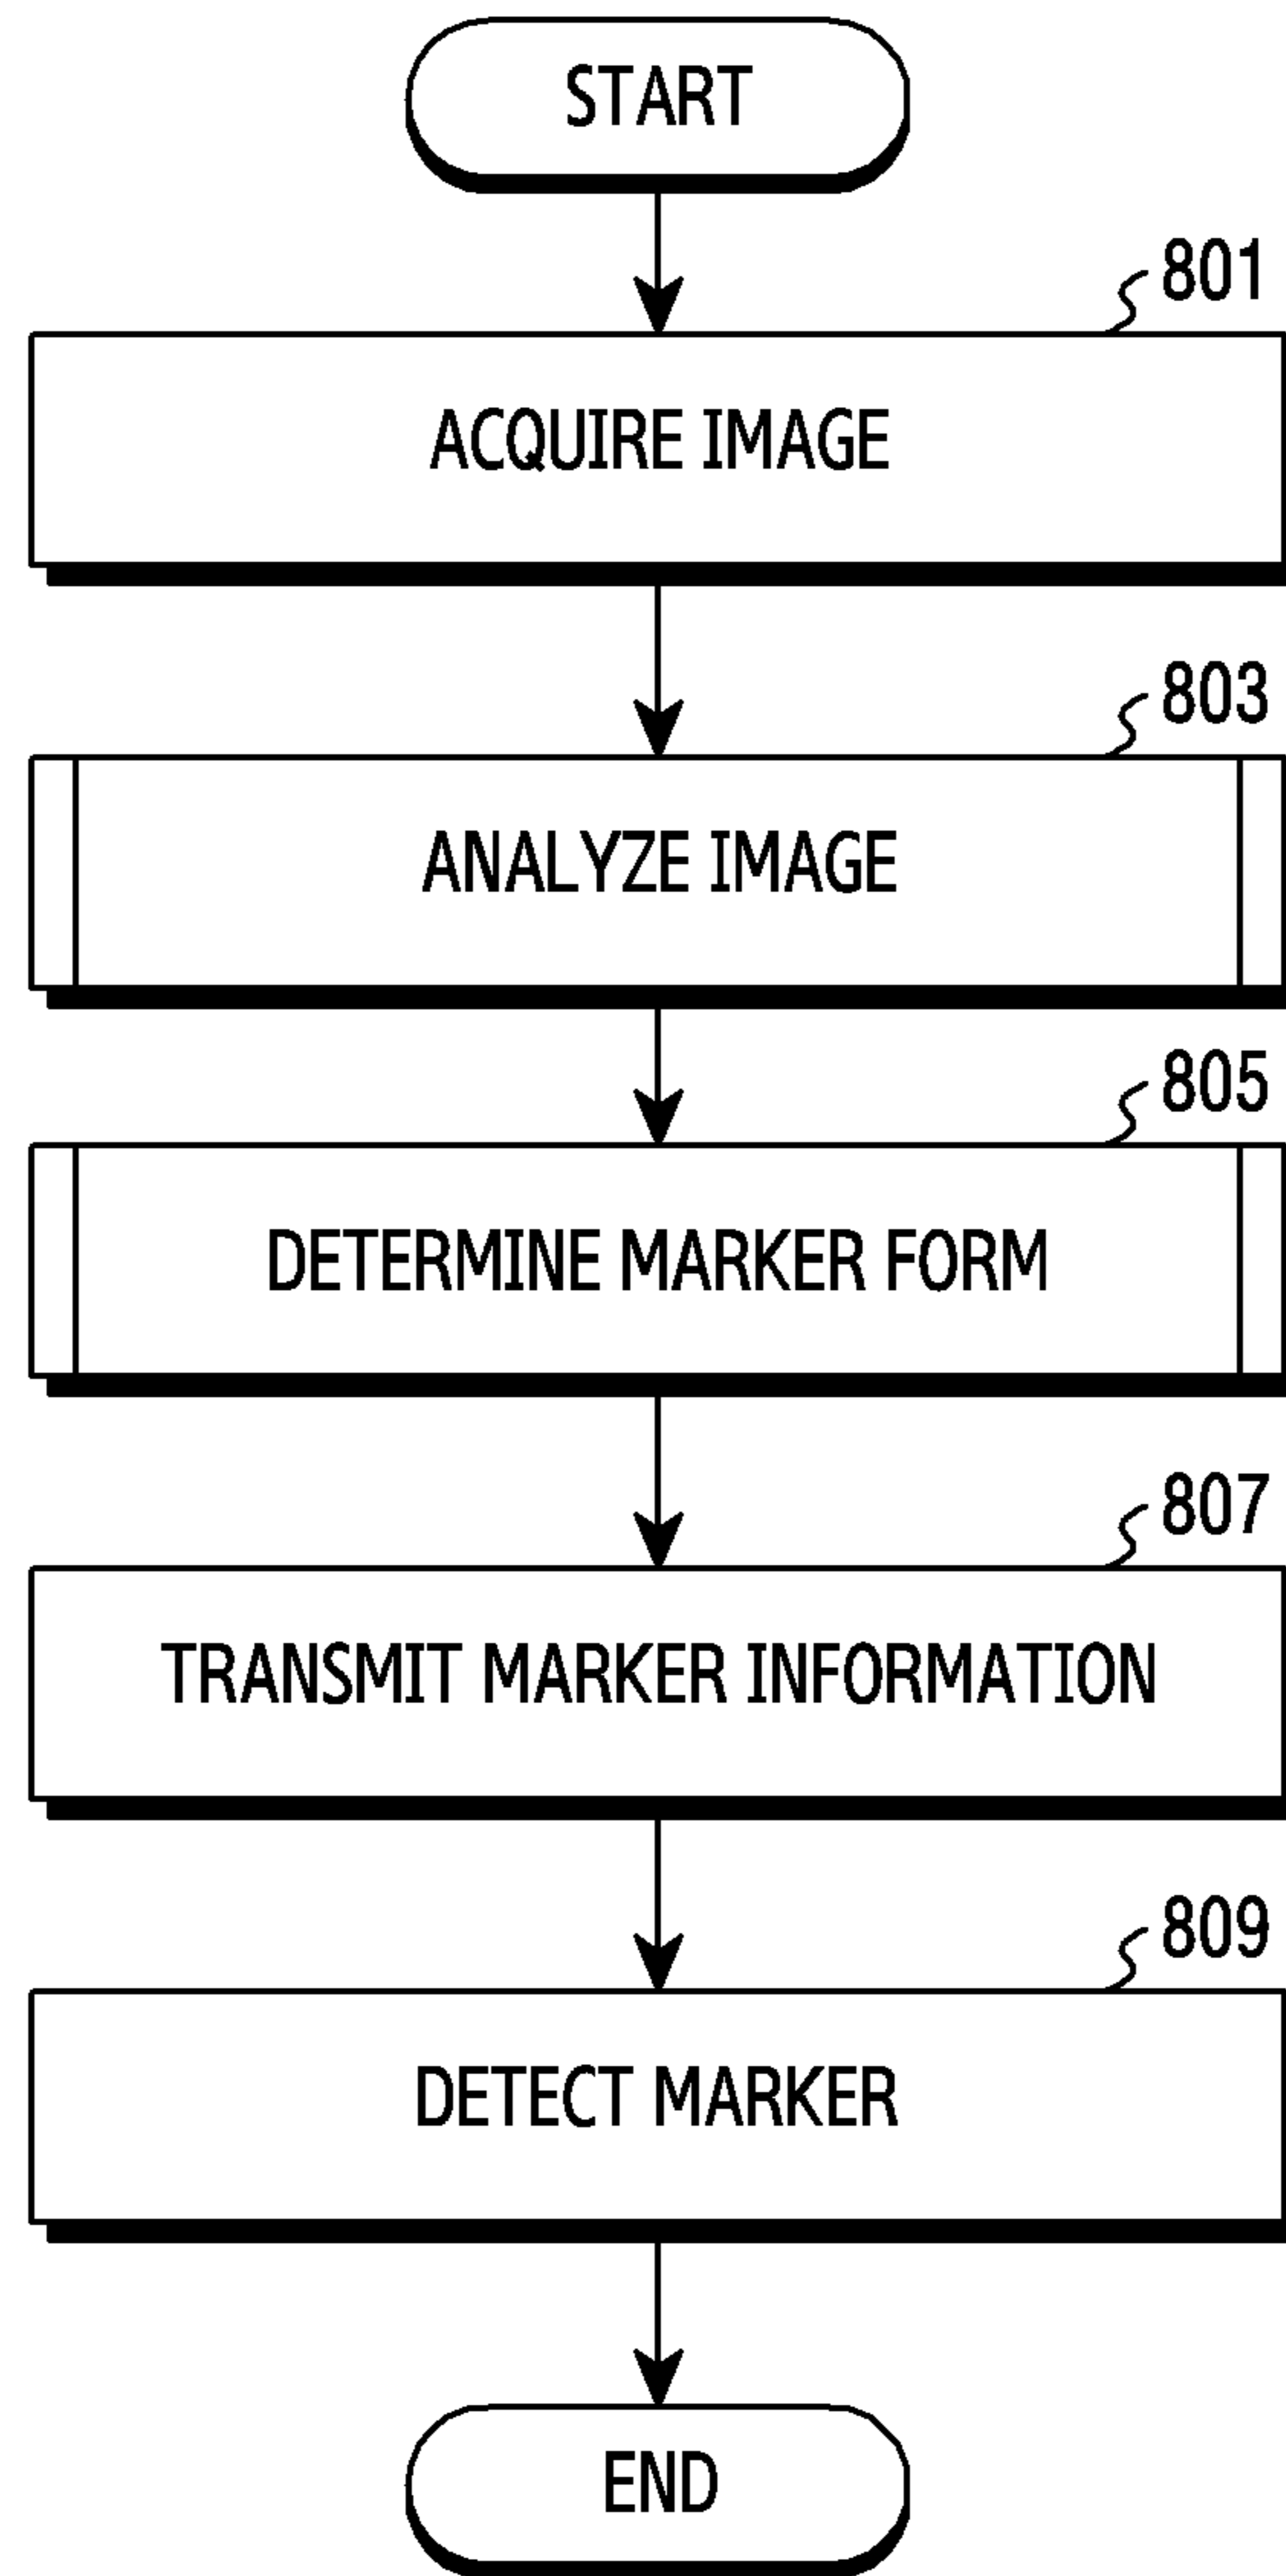 START
801
ACQUIRE IMAGE
803
ANALYZE IMAGE
805
DETERMINE MARKER FORM
807
TRANSMIT MARKER INFORMATION
809
DETECT MARKER
END